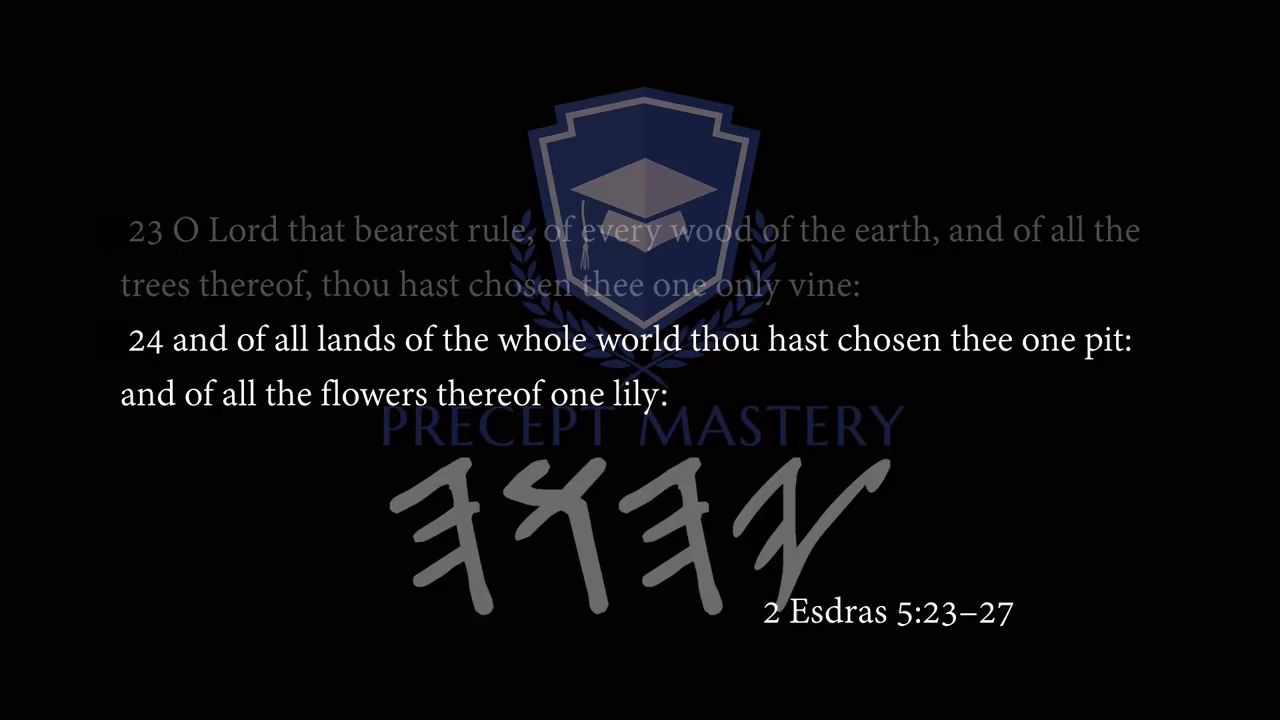 23 O Lord that bearest rule, of every wood of the earth, and of all the
trees thereof, thou hast chosen thee one only vine:
24 and of all lands of the whole world thou hast chosen thee one pit:
and of all the flowers thereof one lily:
PRECEPT MASTERY
𐤉𐤄𐤅𐤄
2 Esdras 5:23–27